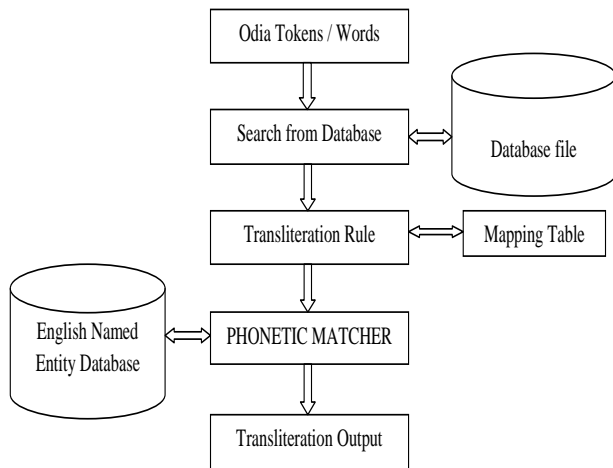 Odia Tokens / Words
Search from Database
Database file
Transliteration Rule
Mapping Table
English Named
Entity Database
PHONETIC MATCHER
Transliteration Output